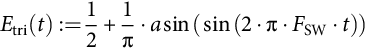 E_tri(t) := 1/2 + 1/π · asin(sin(2 · π · F_SW · t))